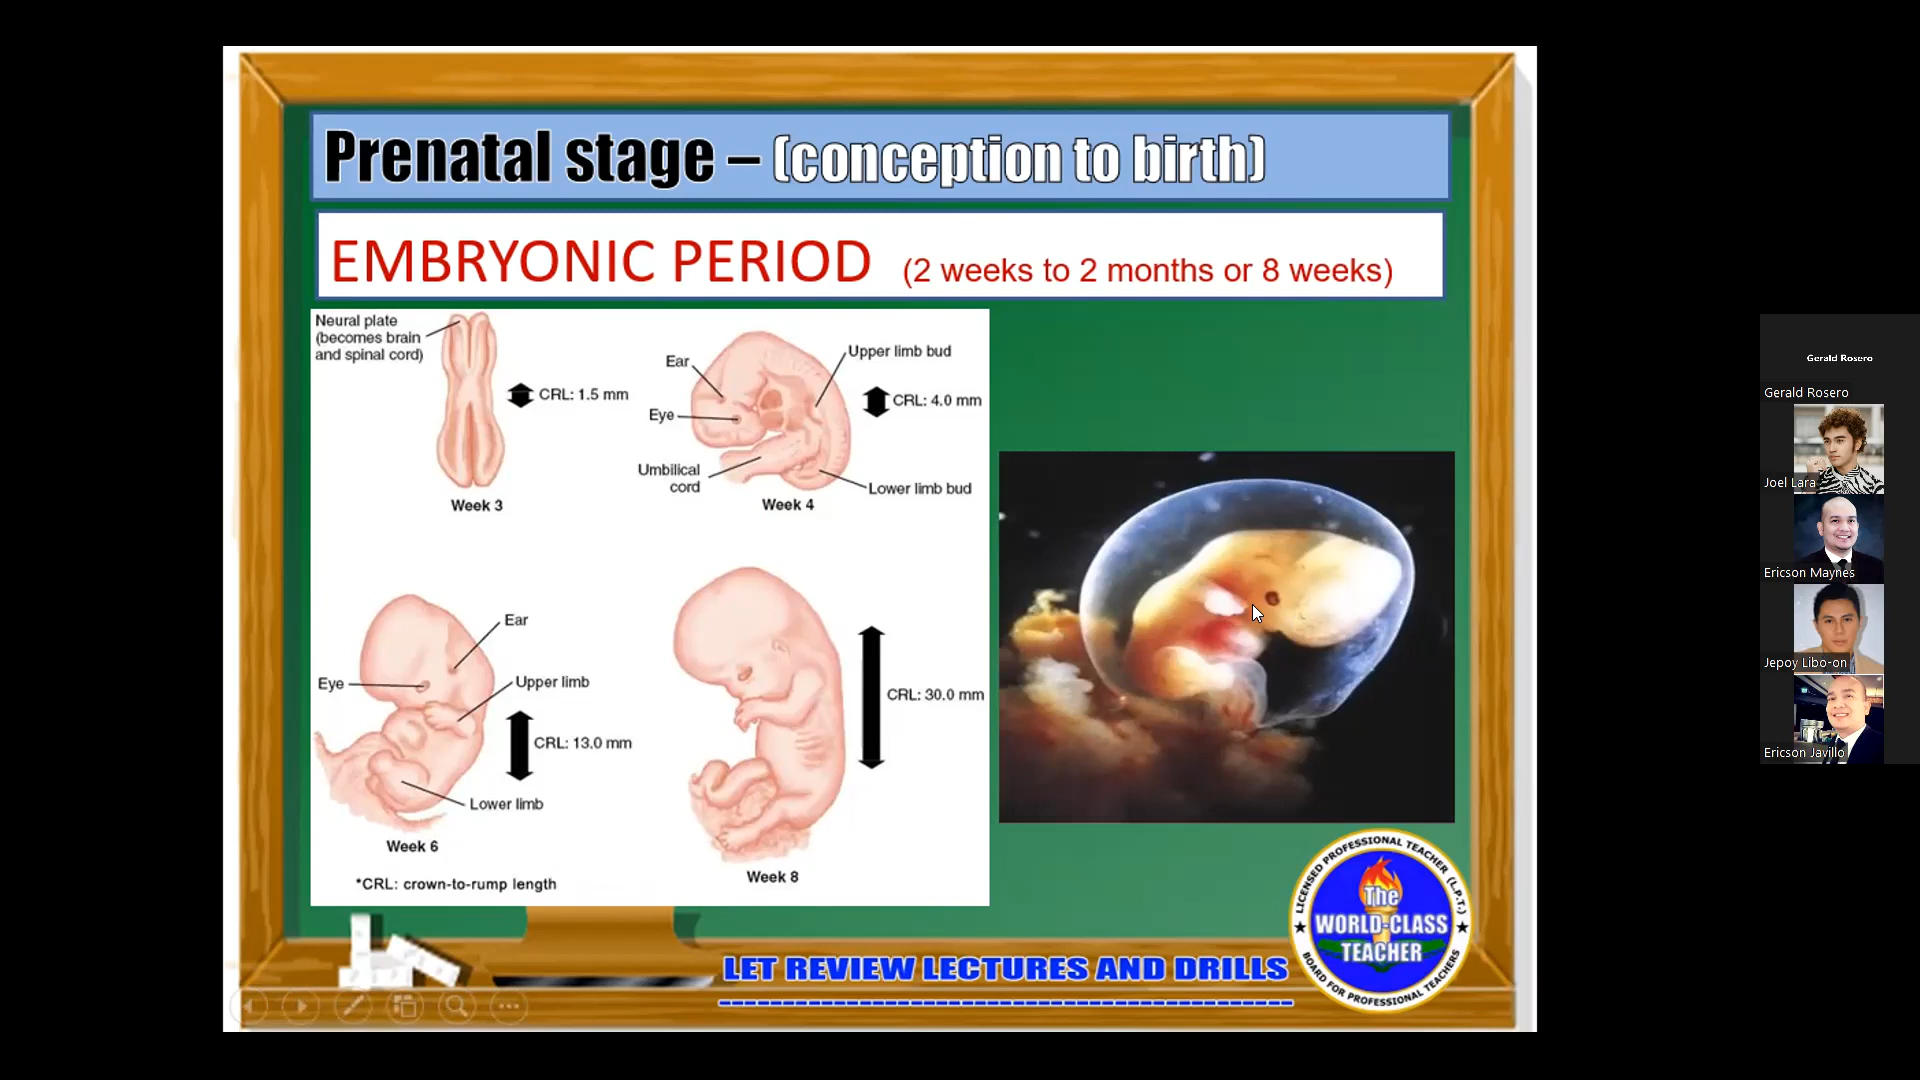 Prenatal stage – (conception to birth)
EMBRYONIC PERIOD (2 weeks to 2 months or 8 weeks)
Neural plate
(becomes brain
and spinal cord)
CRL: 1.5 mm
Week 3
Ear
Eye
Umbilical
cord
Upper limb bud
CRL: 4.0 mm
Lower limb bud
Week 4
Ear
Eye
Upper limb
CRL: 13.0 mm
Lower limb
Week 6
CRL: 30.0 mm
Week 8
*CRL: crown-to-rump length
LICENSED PROFESSIONAL TEACHER (L.P.T.)
The
WORLD-CLASS
TEACHER
BOARD FOR PROFESSIONAL TEACHERS
LET REVIEW LECTURES AND DRILLS
Gerald Rosero
Gerald Rosero
Joel Lara
Ericson Maynes
Jepoy Libo-on
Ericson Javillo